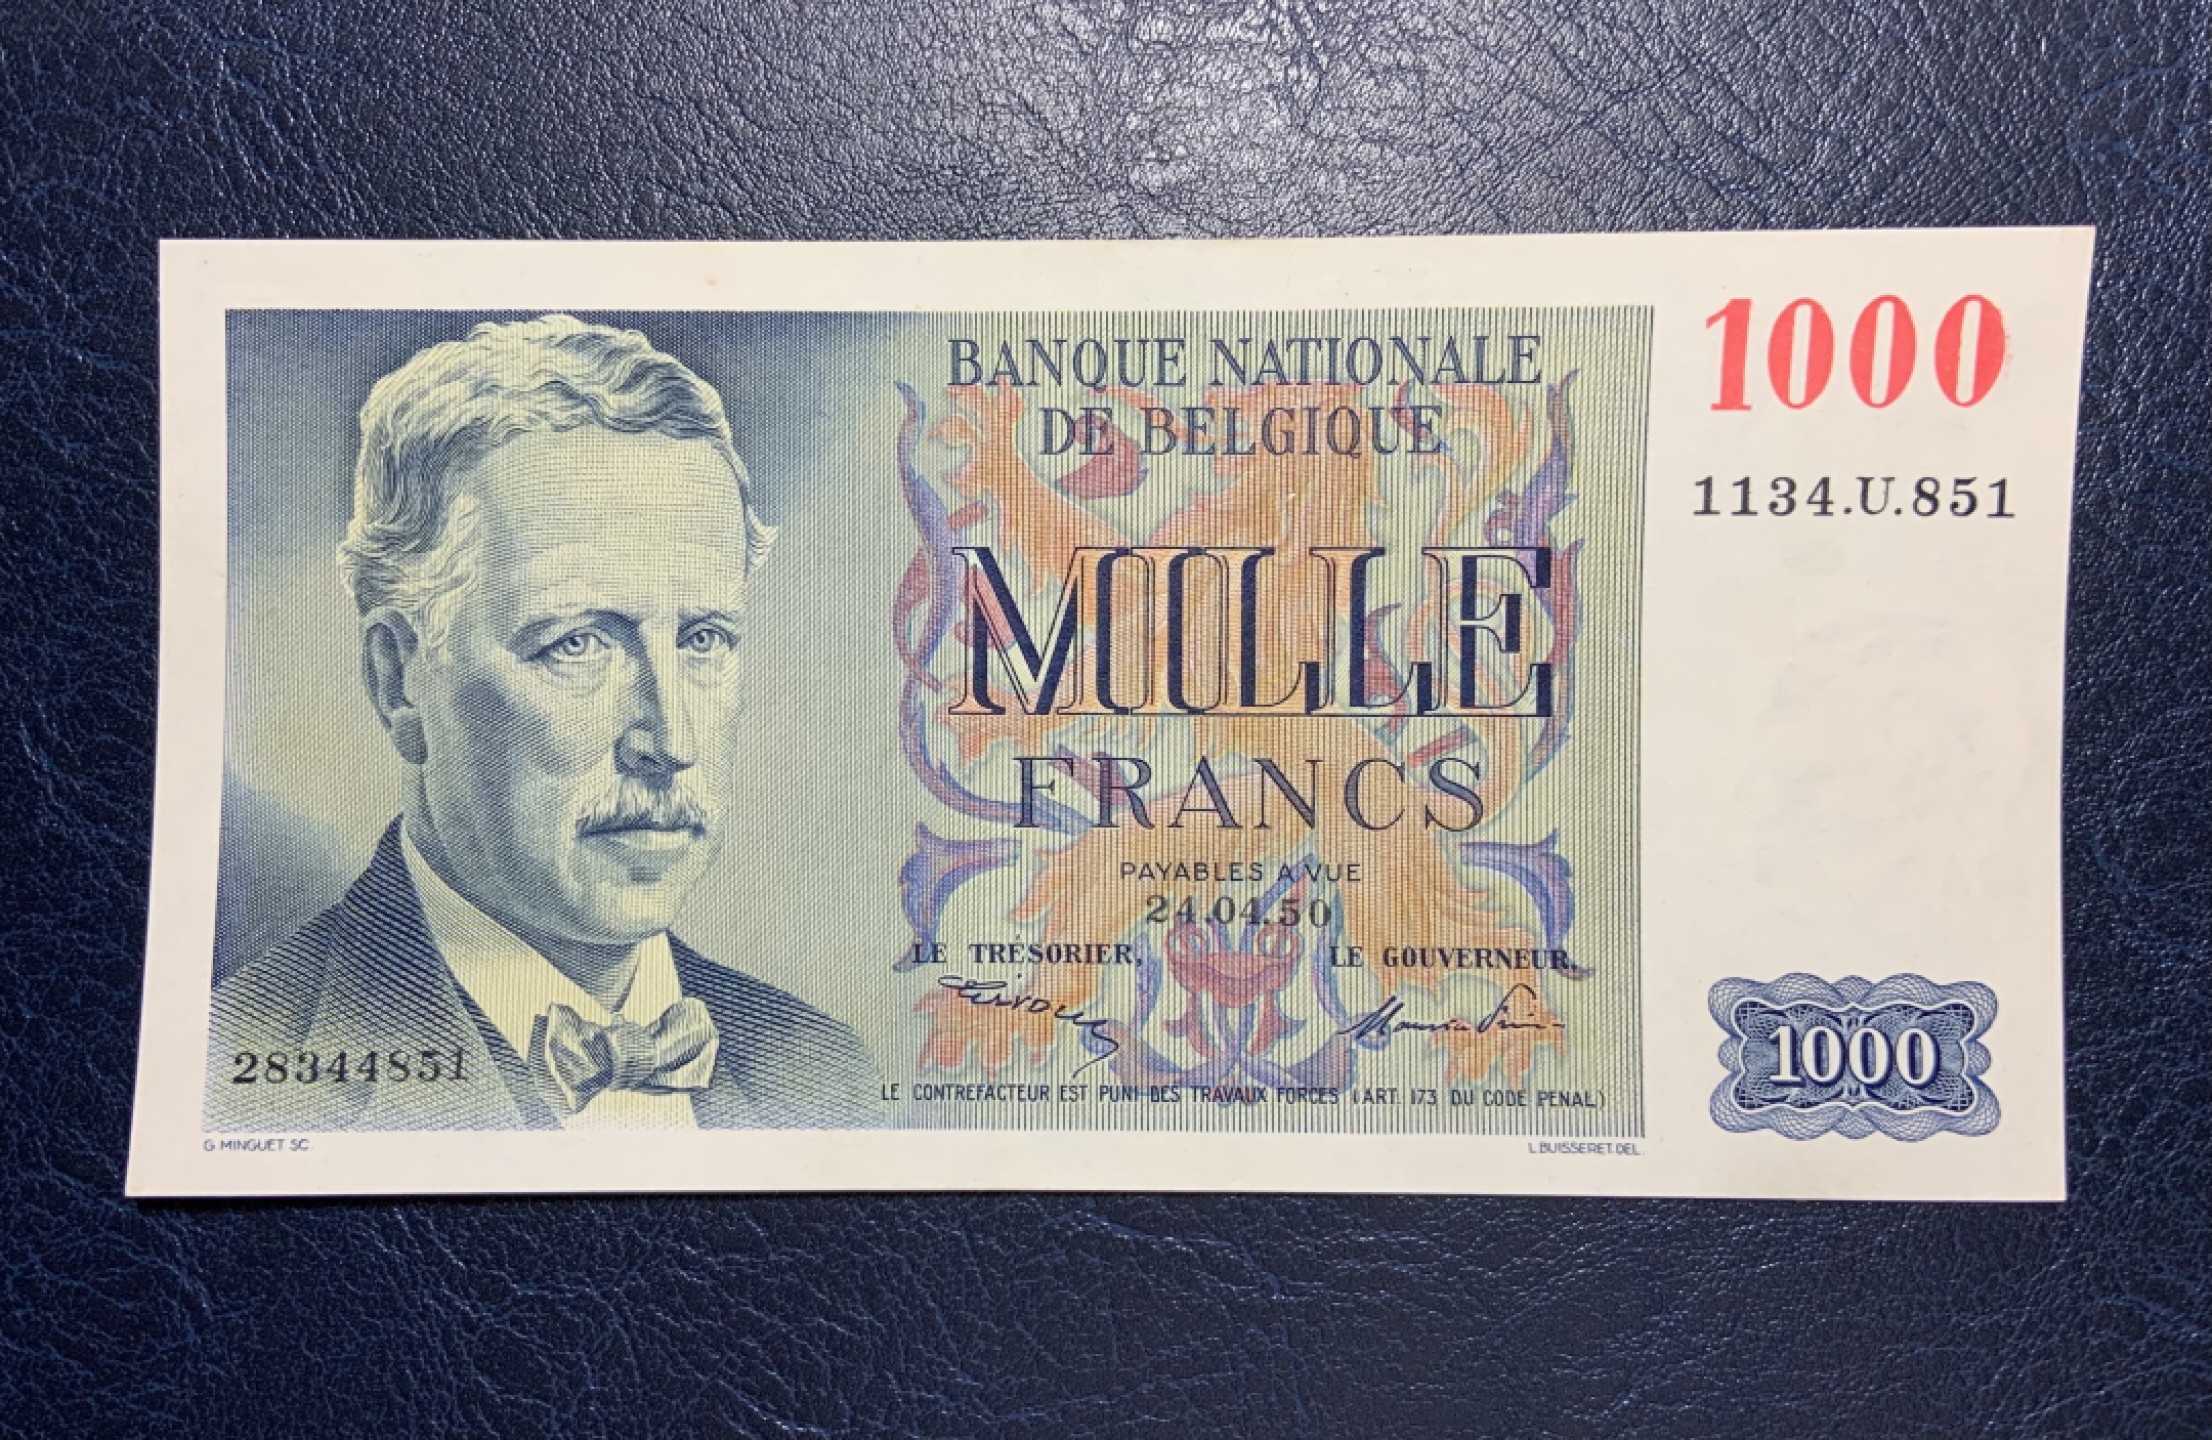 BANQUE NATIONALE
DE BELGIQUE
1000
1134.U.851
MILLE
FRANCS
PAYABLES A VUE
24.04.50
LE TRÉSORIER,
LE GOUVERNEUR,
28344851
LE CONTREFACTEUR EST PUNI DES TRAVAUX FORCES (ART. 173 DU CODE PENAL)
1000
G. MINGUET SC.
L. BUISSERET. DEL.